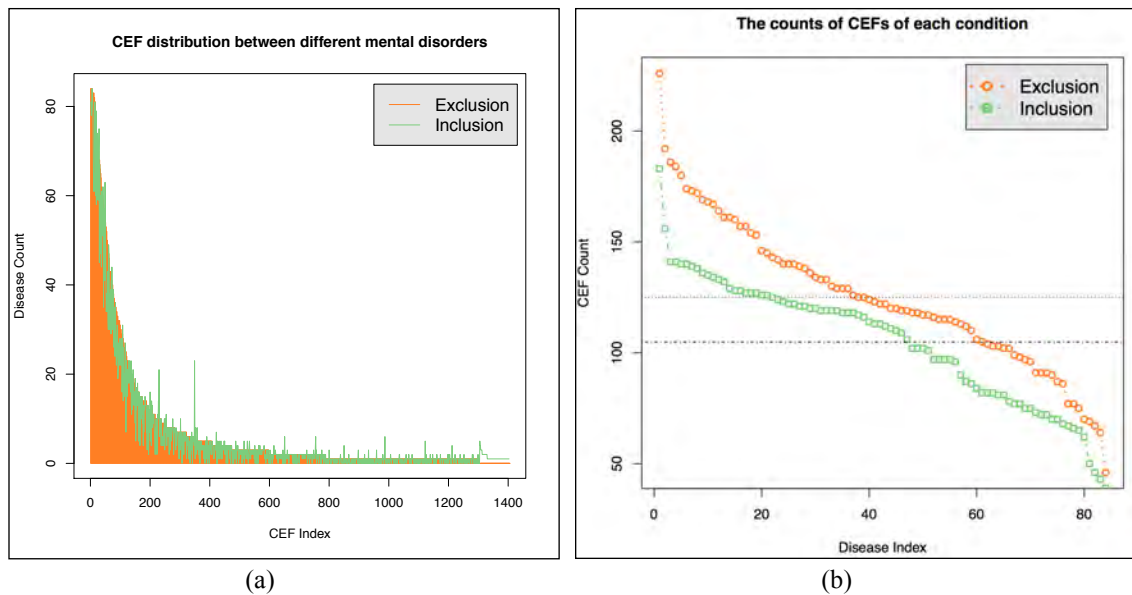 CEF distribution between different mental disorders
Exclusion
Inclusion
Disease Count
80
60
40
20
0
0
200
400
600
800
1000
1200
1400
CEF Index
(a)
The counts of CEFs of each condition
Exclusion
Inclusion
CEF Count
200
150
100
50
0
20
40
60
80
Disease Index
(b)